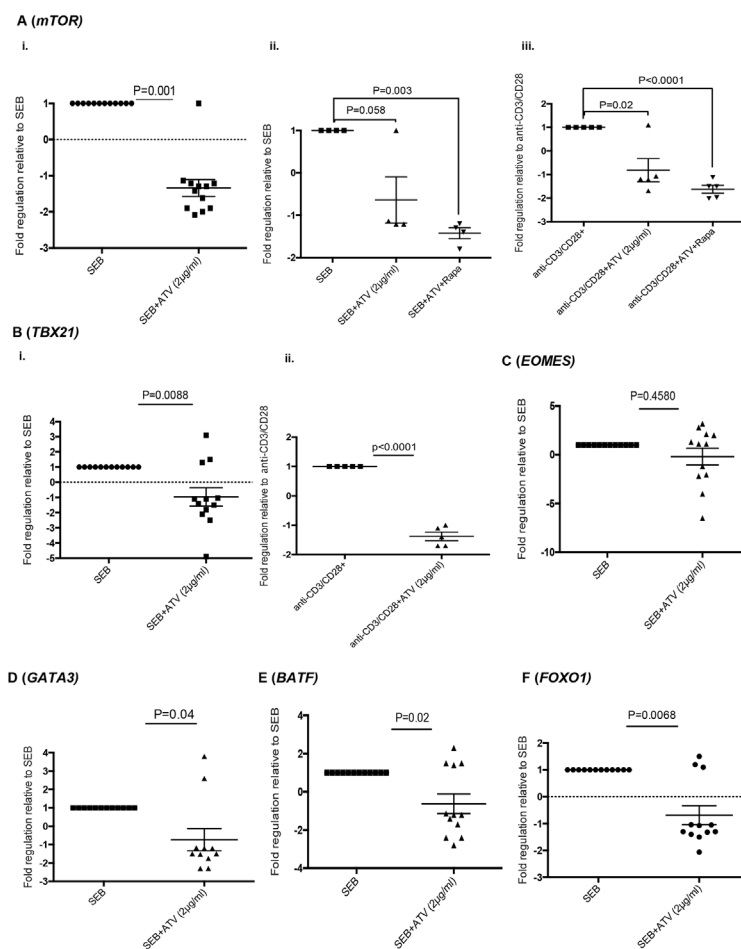 A (mTOR)
i.
P=0.001
Fold regulation relative to SEB
1
0
-1
-2
-3
SEB
SEB+ATV (2µg/ml)
ii.
P=0.003
P=0.058
Fold regulation relative to SEB
1
0
-1
-2
SEB
SEB+ATV (2µg/ml)
SEB+ATV+Rapa
iii.
P<0.0001
P=0.02
Fold regulation relative to anti-CD3/CD28
2
1
0
-1
-2
-3
anti-CD3/CD28+
anti-CD3/CD28+ATV (2µg/ml)
anti-CD3/CD28+ATV+Rapa
B (TBX21)
i.
P=0.0088
Fold regulation relative to SEB
4
3
2
1
0
-1
-2
-3
-4
-5
SEB
SEB+ATV (2µg/ml)
ii.
p<0.0001
Fold regulation relative to anti-CD3/CD28
2
1
0
-1
-2
anti-CD3/CD28+
anti-CD3/CD28+ATV (2µg/ml)
C (EOMES)
P=0.4580
Fold regulation relative to SEB
5
0
-5
-10
SEB
SEB+ATV (2µg/ml)
D (GATA3)
P=0.04
Fold regulation relative to SEB
4
3
2
1
0
-1
-2
-3
SEB
SEB+ATV (2µg/ml)
E (BATF)
P=0.02
Fold regulation relative to SEB
4
2
0
-2
-4
SEB
SEB+ATV (2µg/ml)
F (FOXO1)
P=0.0068
Fold regulation relative to SEB
2
1
0
-1
-2
-3
SEB
SEB+ATV (2µg/ml)